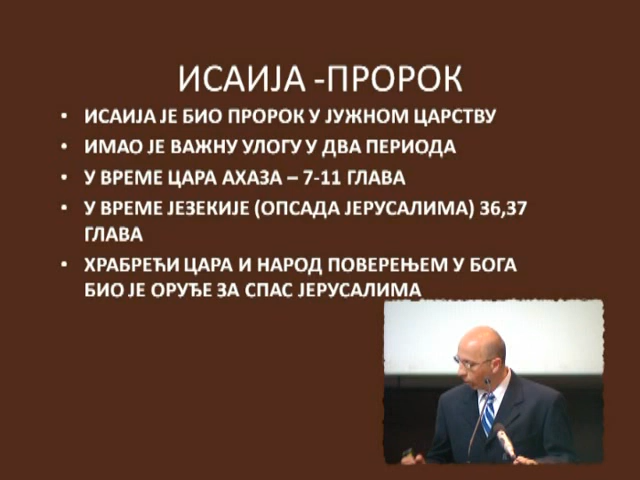 ИСАИЈА -ПРОРОК
• ИСАИЈА ЈЕ БИО ПРОРОК У ЈУЖНОМ ЦАРСТВУ
• ИМАО ЈЕ ВАЖНУ УЛОГУ У ДВА ПЕРИОДА
• У ВРЕМЕ ЦАРА АХАЗА – 7-11 ГЛАВА
• У ВРЕМЕ ЈЕЗЕКИЈЕ (ОПСАДА ЈЕРУСАЛИМА) 36,37
ГЛАВА
• ХРАБРЕЋИ ЦАРА И НАРОД ПОВЕРЕЊЕМ У БОГА
БИО ЈЕ ОРУЂЕ ЗА СПАС ЈЕРУСАЛИМА